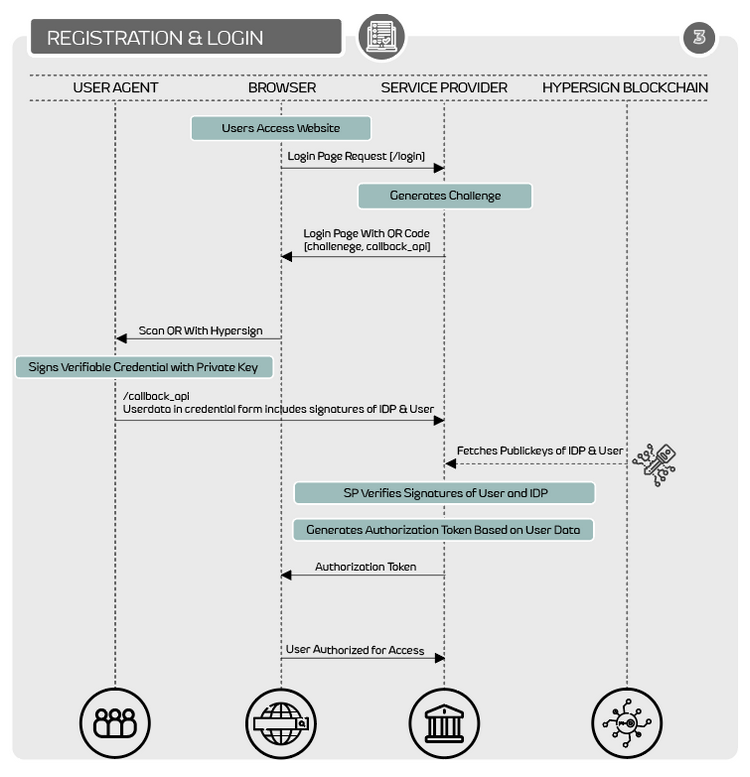 REGISTRATION & LOGIN
3
USER AGENT
BROWSER
SERVICE PROVIDER
HYPERSIGN BLOCKCHAIN
Users Access Website
Login Page Request [/login]
Generates Challenge
Login Page With QR Code
[challenege, callback_api]
Scan QR With Hypersign
Signs Verifiable Credential with Private Key
/callback_api
Userdata in credential form includes signatures of IDP & User
Fetches Publickeys of IDP & User
SP Verifies Signatures of User and IDP
Generates Authorization Token Based on User Data
Authorization Token
User Authorized for Access